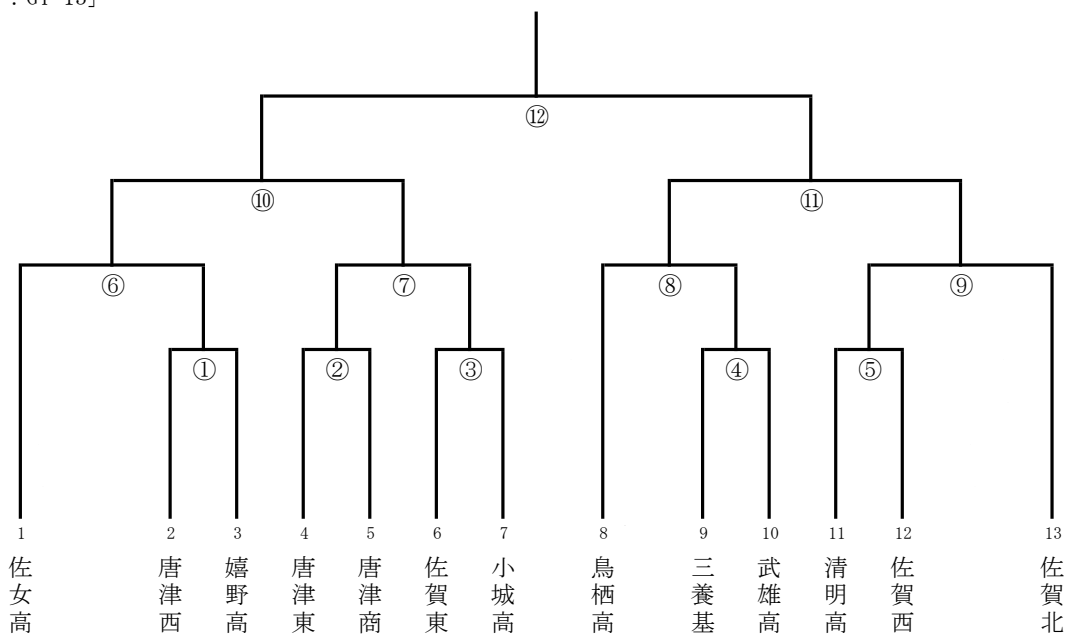 : GT-13]
⑫
⑩ ⑪
⑥ ⑦ ⑧ ⑨
① ② ③ ④ ⑤
1 2 3 4 5 6 7 8 9 10 11 12 13
佐女高 唐津西 嬉野高 唐津東 唐津商 佐賀東 小城高 鳥栖高 三養基 武雄高 清明高 佐賀西 佐賀北